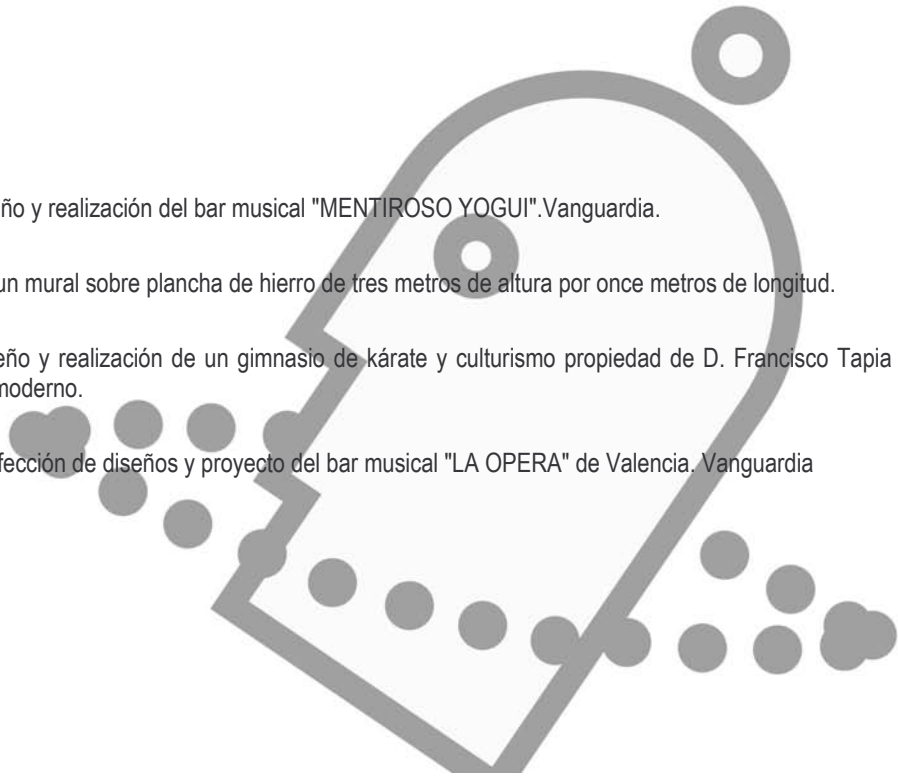 ño y realización del bar musical "MENTIROSO YOGUI".Vanguardia.
un mural sobre plancha de hierro de tres metros de altura por once metros de longitud.
eño y realización de un gimnasio de kárate y culturismo propiedad de D. Francisco Tapia
moderno.
fección de diseños y proyecto del bar musical "LA OPERA" de Valencia. Vanguardia